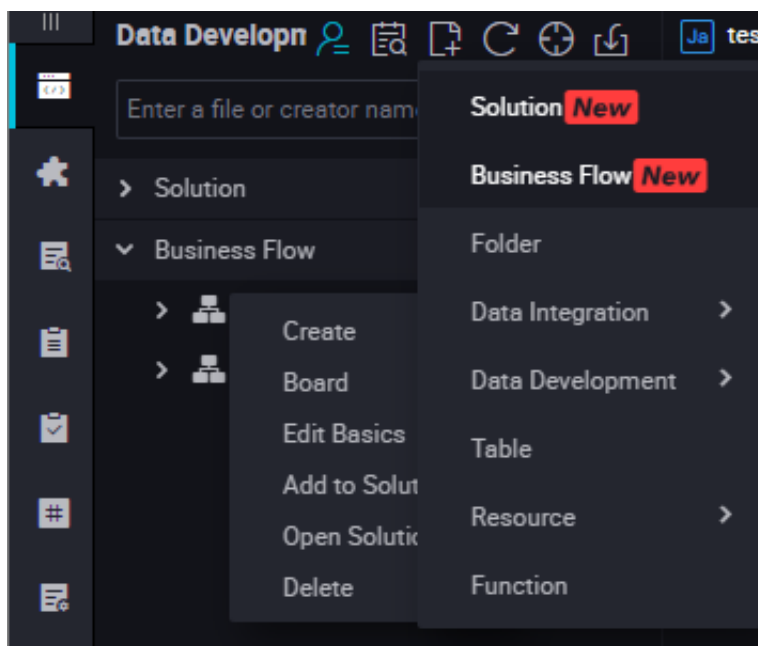 Data Developm
Ja tes
Enter a file or creator nam
Solution
Business Flow
Create
Board
Edit Basics
Add to Solut
Open Solutio
Delete
Solution New
Business Flow New
Folder
Data Integration
Data Development
Table
Resource
Function